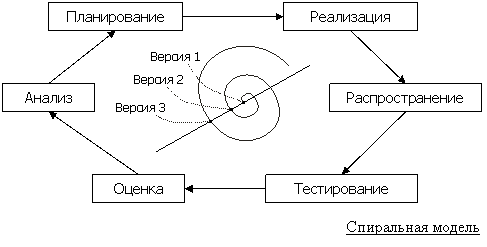 Планирование
Реализация
Версия 1
Версия 2
Анализ
Распространение
Версия 3
Оценка
Тестирование
Спиральная модель